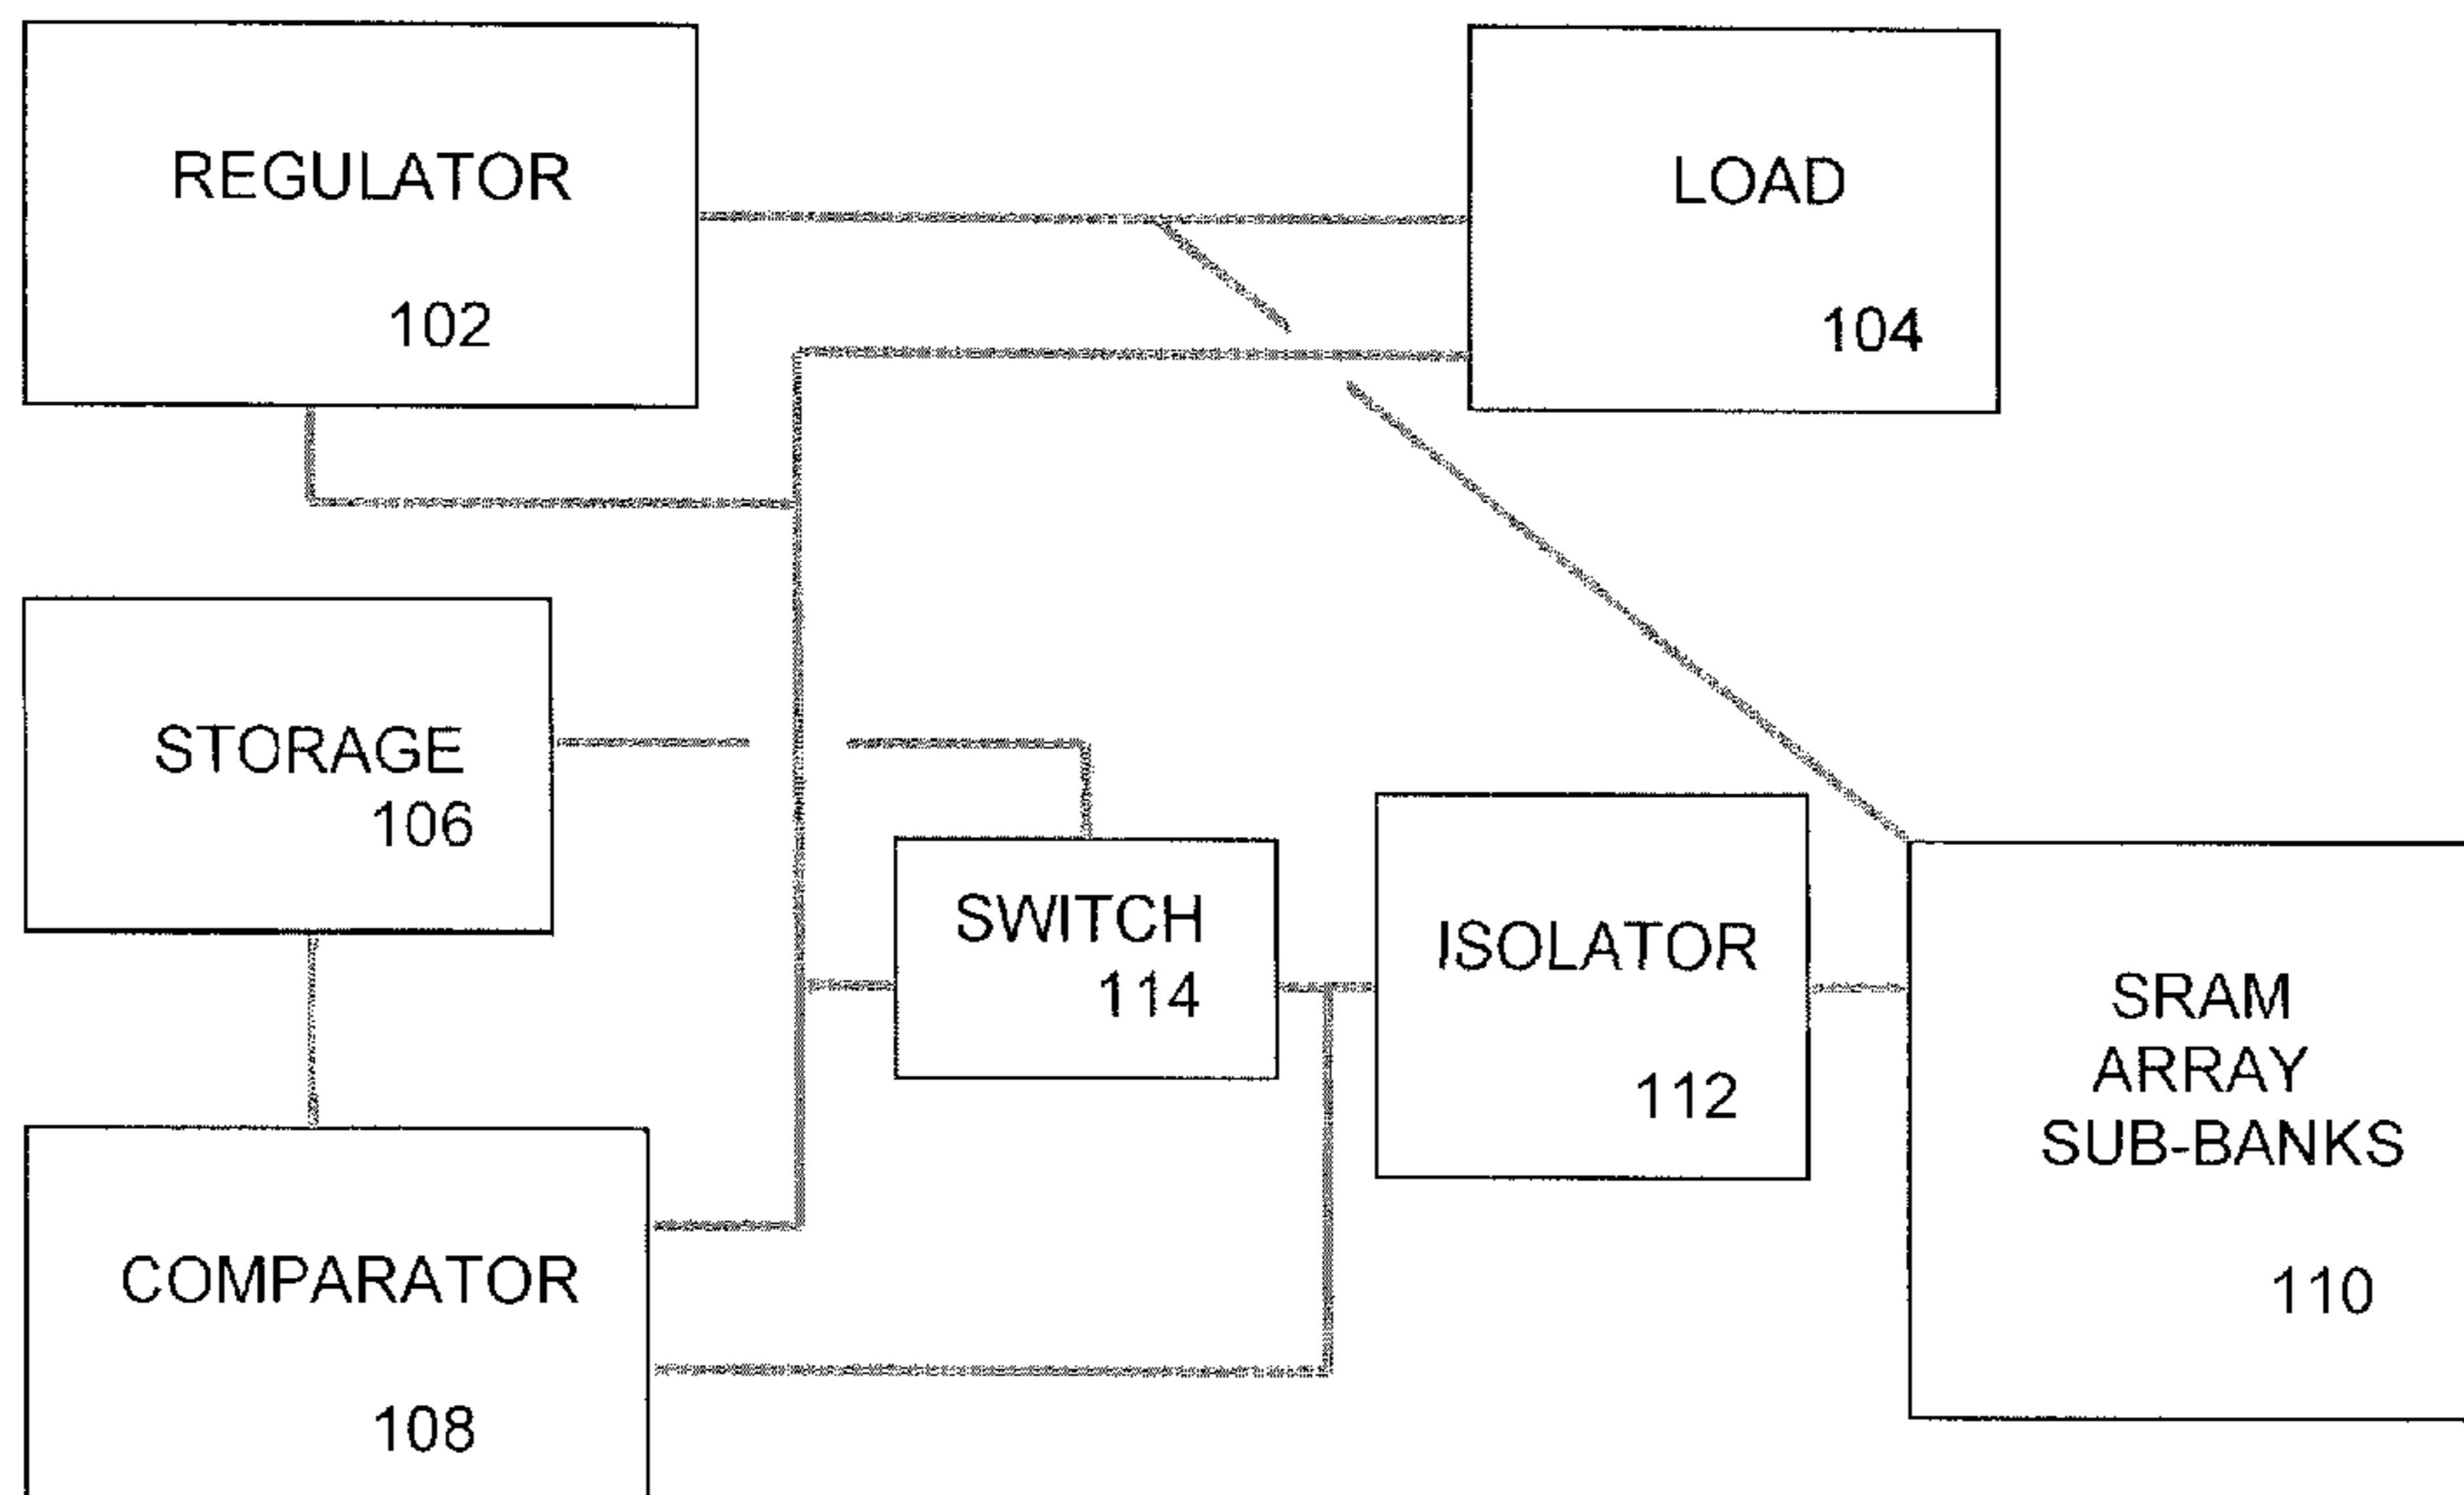 REGULATOR
102
LOAD
104
STORAGE
106
SWITCH
114
ISOLATOR
112
SRAM
ARRAY
SUB-BANKS
110
COMPARATOR
108